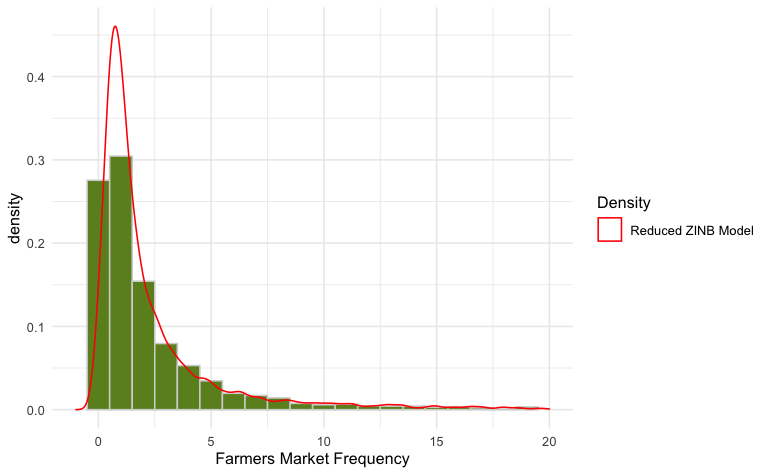 0.4
0.3
0.2
0.1
0.0
density
0 5 10 15 20
Farmers Market Frequency
Density
Reduced ZINB Model